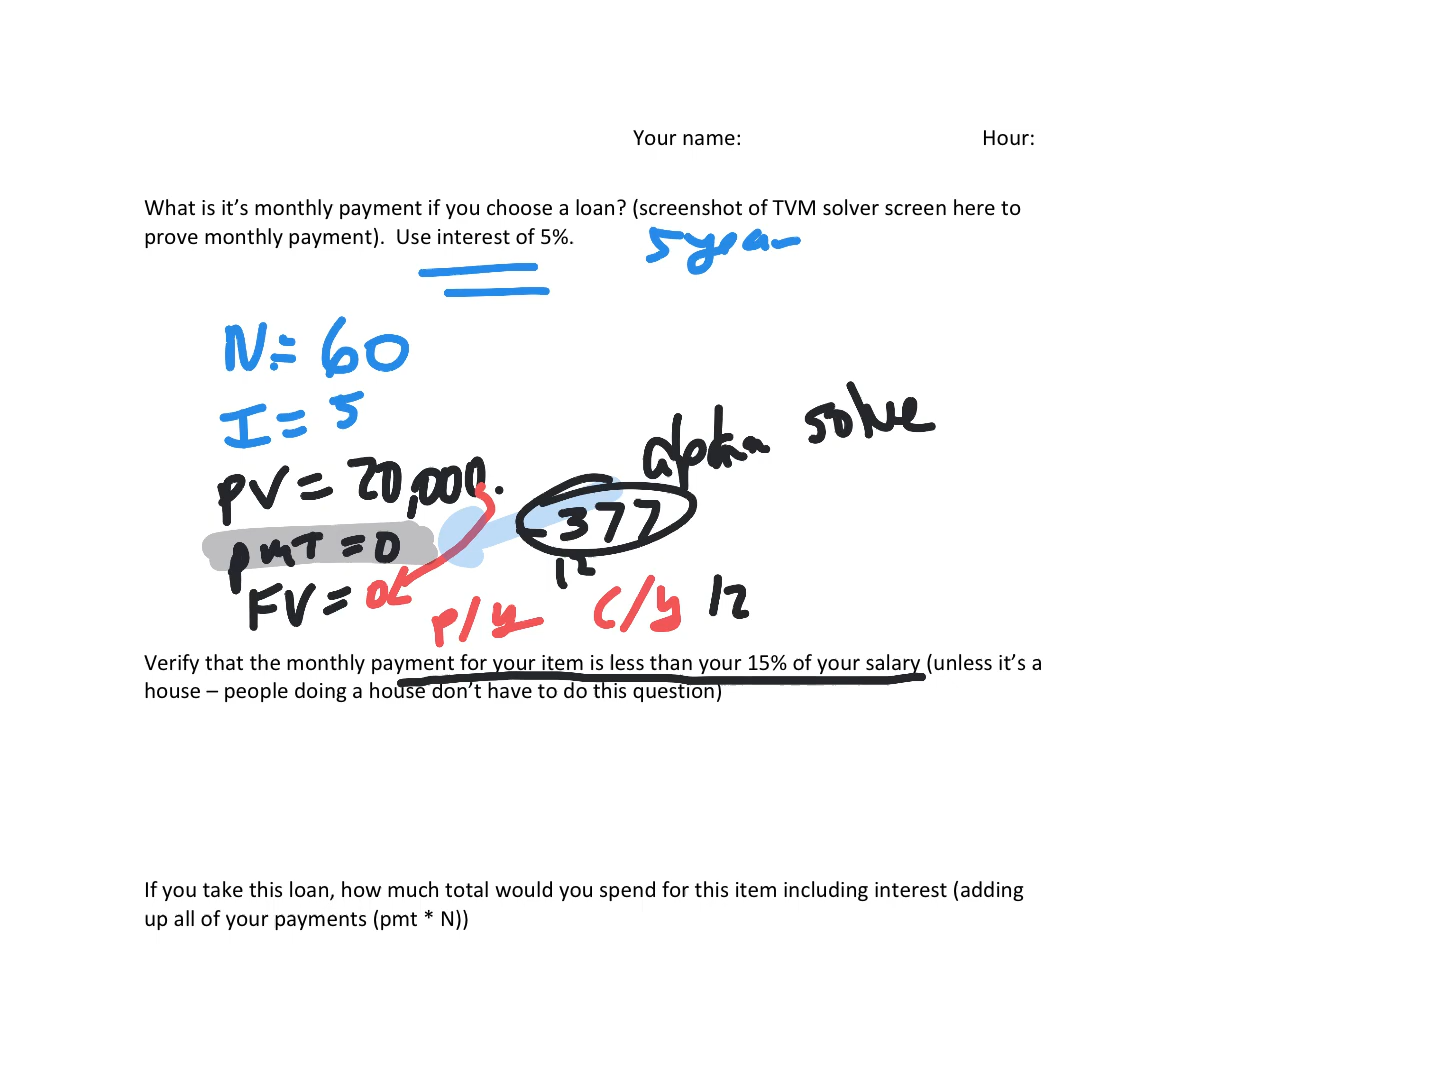 Your name: Hour:
What is it's monthly payment if you choose a loan? (screenshot of TVM solver screen here to
prove monthly payment). Use interest of 5%.
5 year
N = 60
I = 5
alpha solve
PV = 20,000.
-377
pmT = 0
12
FV = 0
P/y C/y 12
Verify that the monthly payment for your item is less than your 15% of your salary (unless it's a
house – people doing a house don't have to do this question)
If you take this loan, how much total would you spend for this item including interest (adding
up all of your payments (pmt * N))